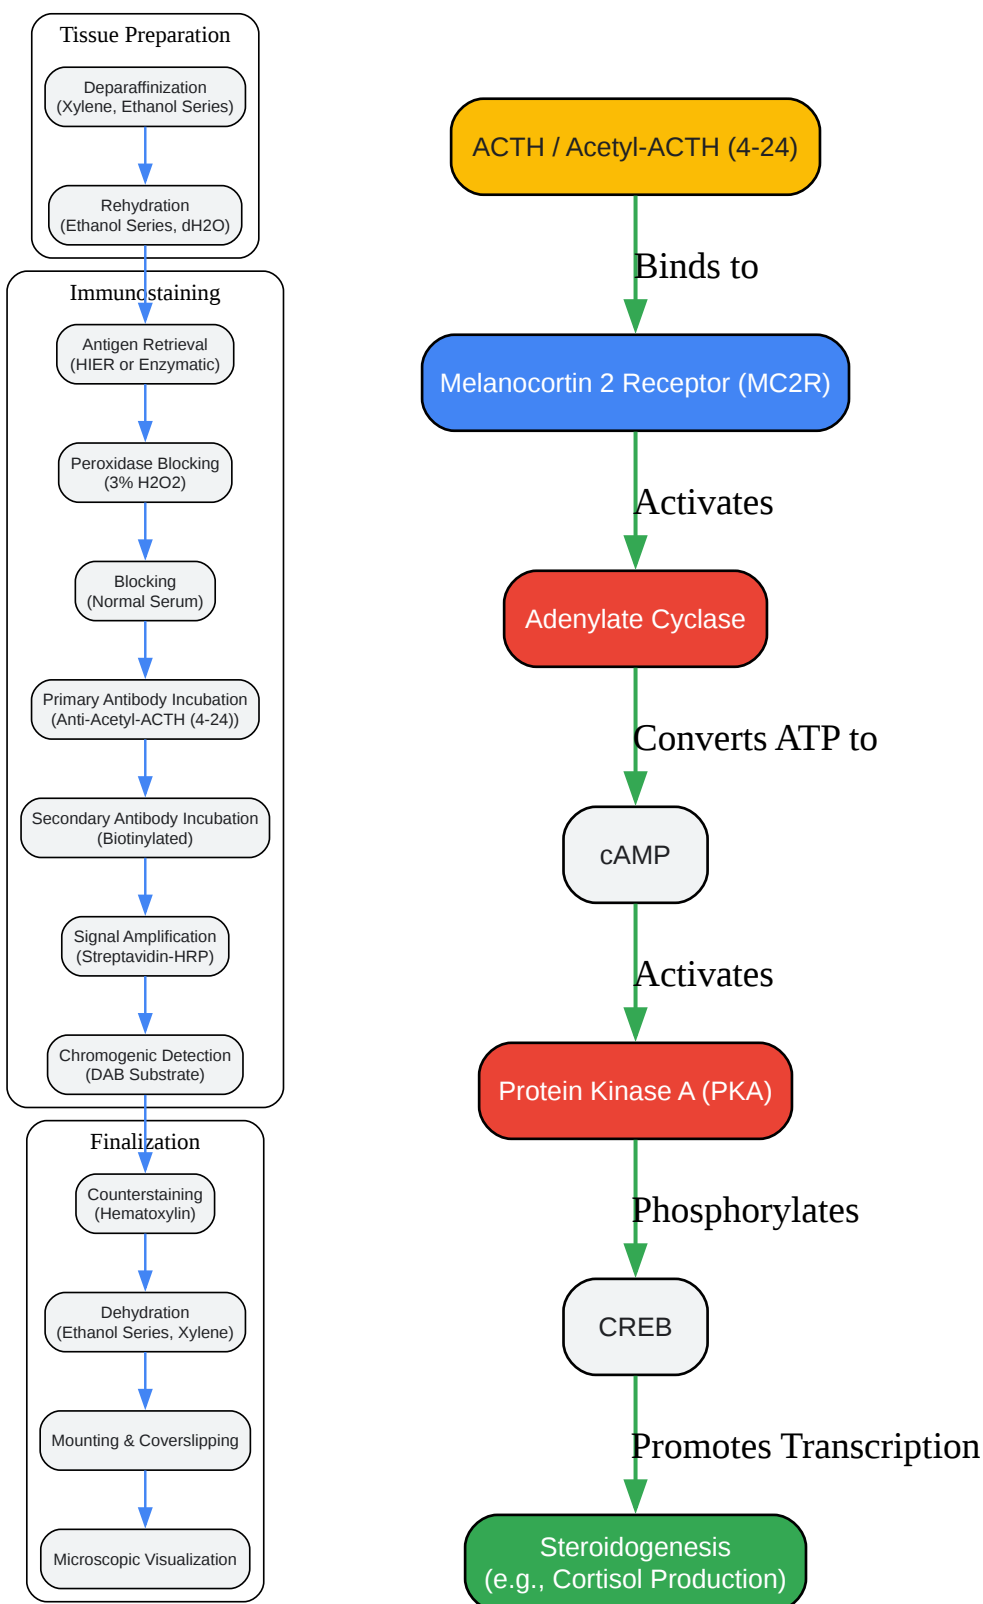 Tissue Preparation
Deparaffinization
(Xylene, Ethanol Series)
Rehydration
(Ethanol Series, dH2O)
Immunostaining
Antigen Retrieval
(HIER or Enzymatic)
Peroxidase Blocking
(3% H2O2)
Blocking
(Normal Serum)
Primary Antibody Incubation
(Anti-Acetyl-ACTH (4-24))
Secondary Antibody Incubation
(Biotinylated)
Signal Amplification
(Streptavidin-HRP)
Chromogenic Detection
(DAB Substrate)
Finalization
Counterstaining
(Hematoxylin)
Dehydration
(Ethanol Series, Xylene)
Mounting & Coverslipping
Microscopic Visualization
ACTH / Acetyl-ACTH (4-24)
Binds to
Melanocortin 2 Receptor (MC2R)
Activates
Adenylate Cyclase
Converts ATP to
cAMP
Activates
Protein Kinase A (PKA)
Phosphorylates
CREB
Promotes Transcription
Steroidogenesis
(e.g., Cortisol Production)